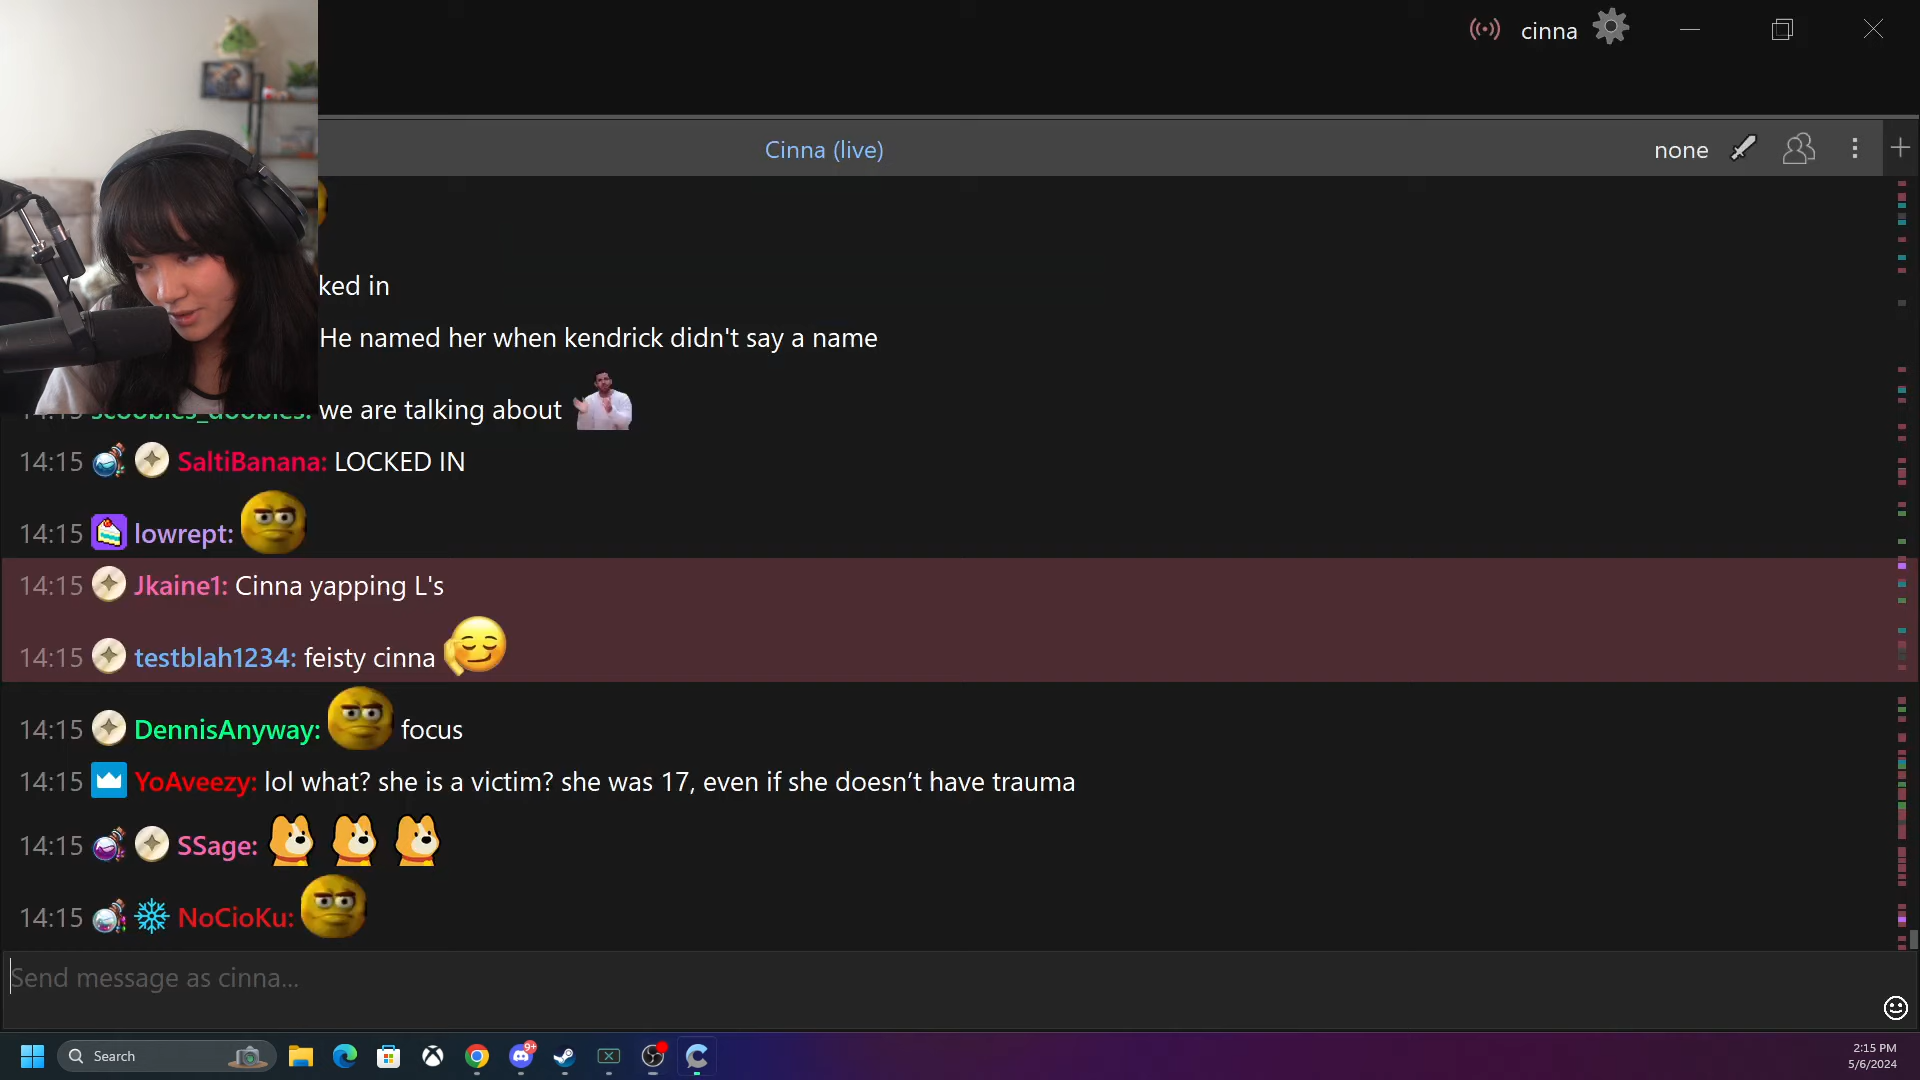 cinna
Cinna (live)
none
ked in
He named her when kendrick didn't say a name
we are talking about
14:15 SaltiBanana: LOCKED IN
14:15 lowrept:
14:15 Jkaine1: Cinna yapping L's
14:15 testblah1234: feisty cinna
14:15 DennisAnyway: focus
14:15 YoAveezy: lol what? she is a victim? she was 17, even if she doesn’t have trauma
14:15 SSage:
14:15 NoCioKu:
Send message as cinna...
Search
9+
2:15 PM
5/6/2024